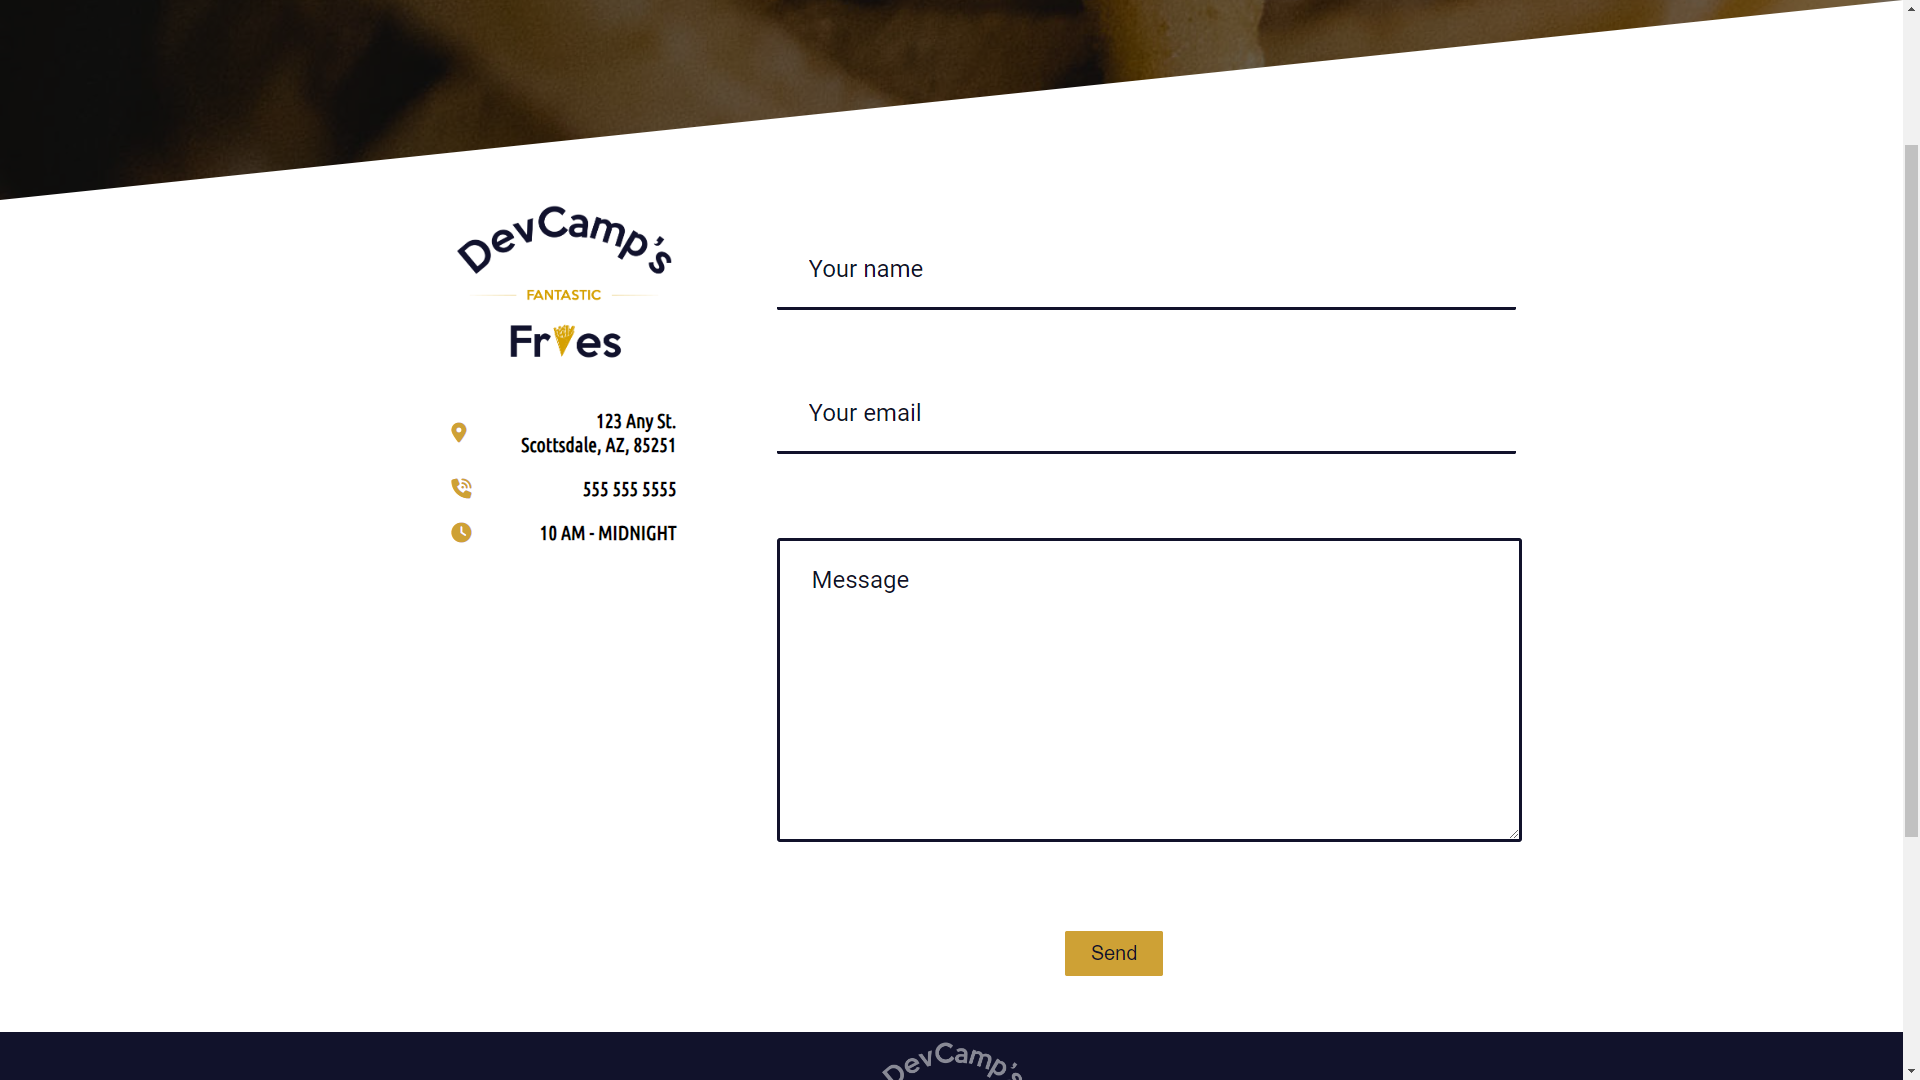 DevCamp's
FANTASTIC
Fries
123 Any St.
Scottsdale, AZ, 85251
555 555 5555
10 AM - MIDNIGHT
Your name
Your email
Message
Send
DevCamp's